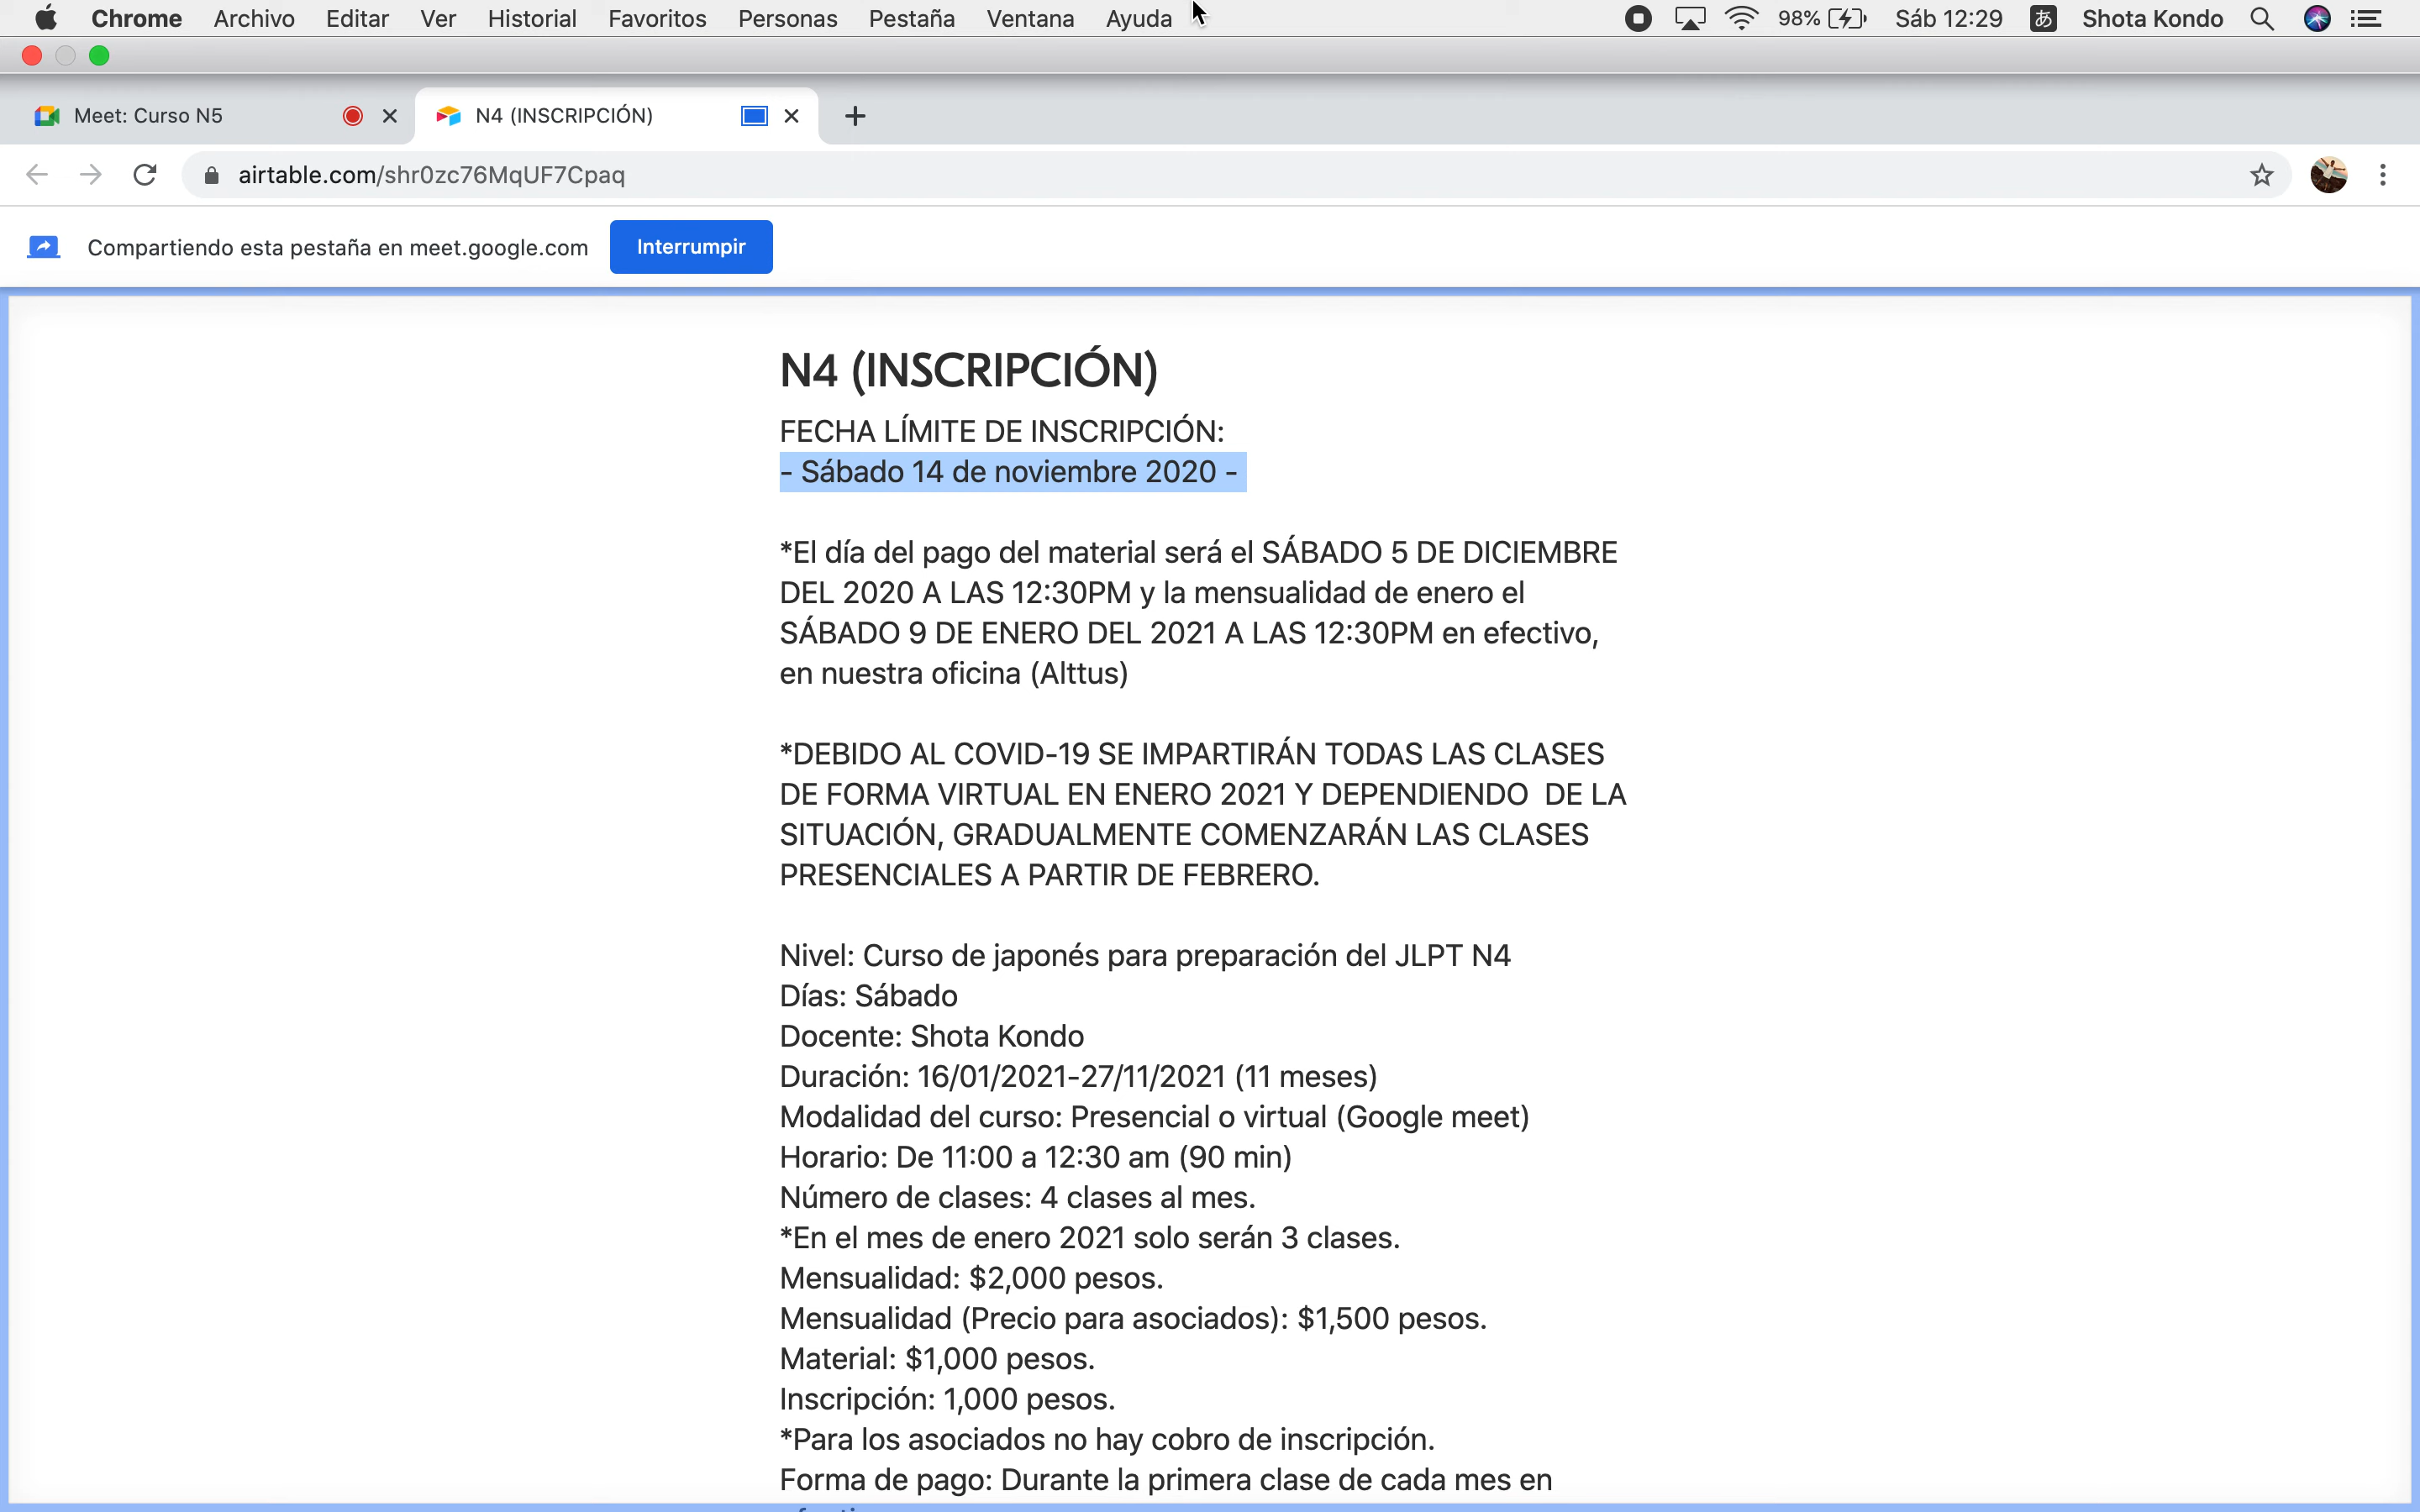 Chrome Archivo Editar Ver Historial Favoritos Personas Pestaña Ventana Ayuda 98% Sáb 12:29 あ Shota Kondo
Meet: Curso N5 N4 (INSCRIPCIÓN)
airtable.com/shr0zc76MqUF7Cpaq
Compartiendo esta pestaña en meet.google.com Interrumpir
N4 (INSCRIPCIÓN)
FECHA LÍMITE DE INSCRIPCIÓN:
- Sábado 14 de noviembre 2020 -
*El día del pago del material será el SÁBADO 5 DE DICIEMBRE
DEL 2020 A LAS 12:30PM y la mensualidad de enero el
SÁBADO 9 DE ENERO DEL 2021 A LAS 12:30PM en efectivo,
en nuestra oficina (Alttus)
*DEBIDO AL COVID-19 SE IMPARTIRÁN TODAS LAS CLASES
DE FORMA VIRTUAL EN ENERO 2021 Y DEPENDIENDO  DE LA
SITUACIÓN, GRADUALMENTE COMENZARÁN LAS CLASES
PRESENCIALES A PARTIR DE FEBRERO.
Nivel: Curso de japonés para preparación del JLPT N4
Días: Sábado
Docente: Shota Kondo
Duración: 16/01/2021-27/11/2021 (11 meses)
Modalidad del curso: Presencial o virtual (Google meet)
Horario: De 11:00 a 12:30 am (90 min)
Número de clases: 4 clases al mes.
*En el mes de enero 2021 solo serán 3 clases.
Mensualidad: $2,000 pesos.
Mensualidad (Precio para asociados): $1,500 pesos.
Material: $1,000 pesos.
Inscripción: 1,000 pesos.
*Para los asociados no hay cobro de inscripción.
Forma de pago: Durante la primera clase de cada mes en